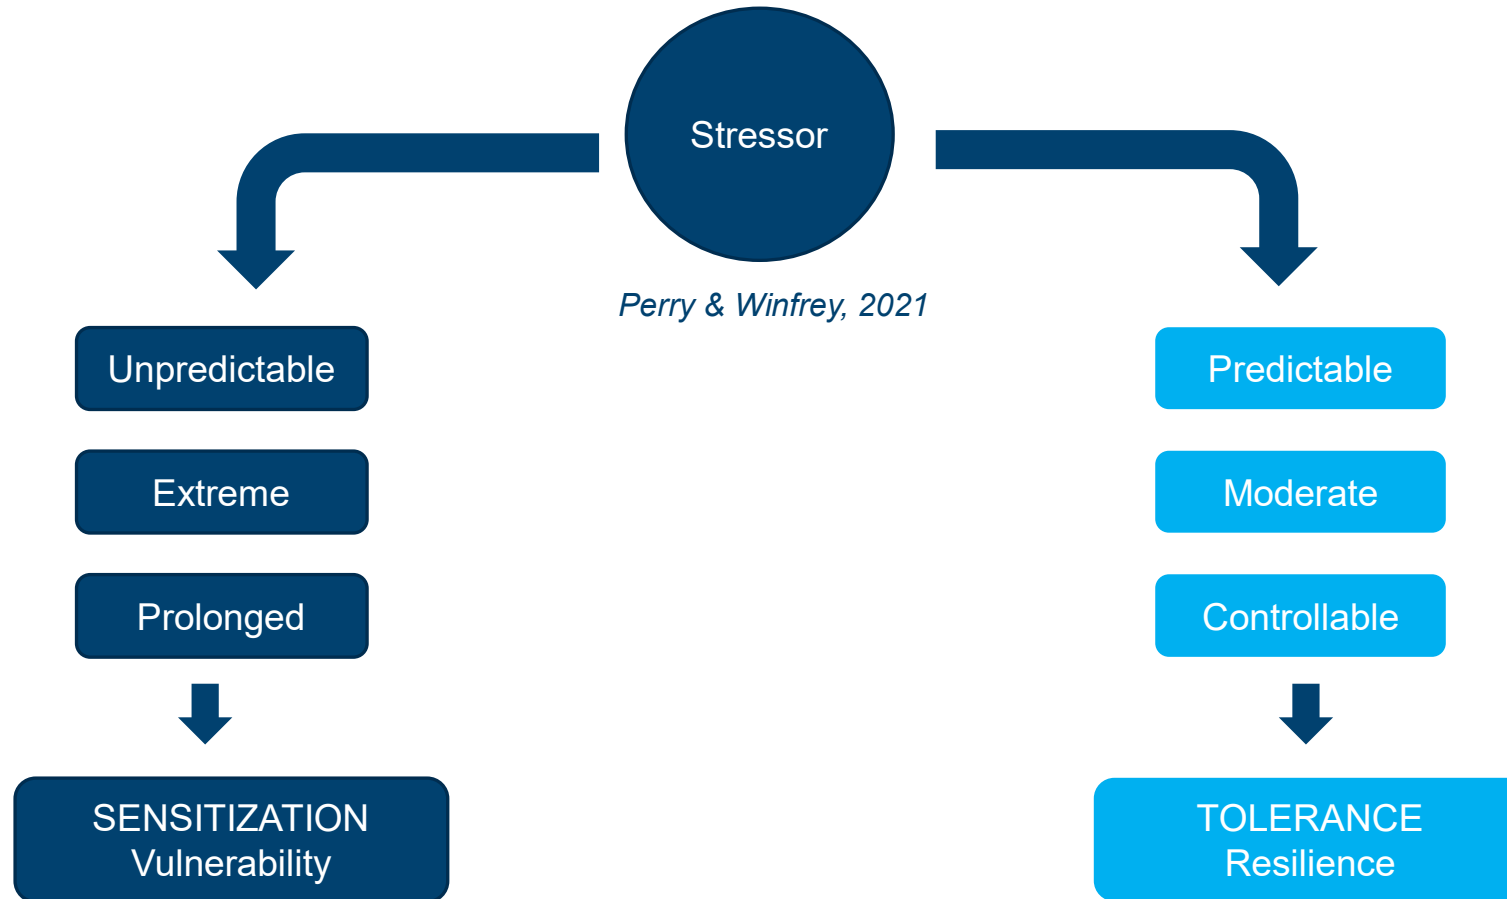 Stressor
Perry & Winfrey, 2021
Unpredictable
Extreme
Prolonged
SENSITIZATION
Vulnerability
Predictable
Moderate
Controllable
TOLERANCE
Resilience